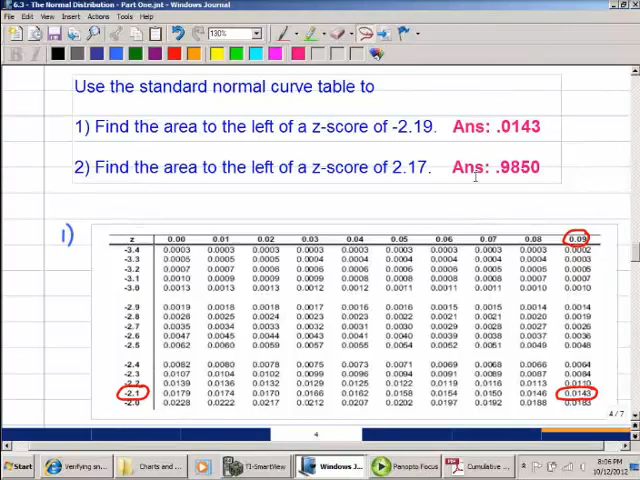 6.3 - The Normal Distribution - Part One.jnt - Windows Journal
File Edit View Insert Actions Tools Help
130%
Use the standard normal curve table to
1) Find the area to the left of a z-score of -2.19. Ans: .0143
2) Find the area to the left of a z-score of 2.17. Ans: .9850
1)
z 0.00 0.01 0.02 0.03 0.04 0.05 0.06 0.07 0.08 0.09
-3.4 0.0003 0.0003 0.0003 0.0003 0.0003 0.0003 0.0003 0.0003 0.0003 0.0002
-3.3 0.0005 0.0005 0.0005 0.0004 0.0004 0.0004 0.0004 0.0004 0.0004 0.0003
-3.2 0.0007 0.0007 0.0006 0.0006 0.0006 0.0006 0.0006 0.0005 0.0005 0.0005
-3.1 0.0010 0.0009 0.0009 0.0009 0.0008 0.0008 0.0008 0.0008 0.0007 0.0007
-3.0 0.0013 0.0013 0.0013 0.0012 0.0012 0.0011 0.0011 0.0011 0.0010 0.0010
-2.9 0.0019 0.0018 0.0018 0.0017 0.0016 0.0016 0.0015 0.0015 0.0014 0.0014
-2.8 0.0026 0.0025 0.0024 0.0023 0.0023 0.0022 0.0021 0.0021 0.0020 0.0019
-2.7 0.0035 0.0034 0.0033 0.0032 0.0031 0.0030 0.0029 0.0028 0.0027 0.0026
-2.6 0.0047 0.0045 0.0044 0.0043 0.0041 0.0040 0.0039 0.0038 0.0037 0.0036
-2.5 0.0062 0.0060 0.0059 0.0057 0.0055 0.0054 0.0052 0.0051 0.0049 0.0048
-2.4 0.0082 0.0080 0.0078 0.0075 0.0073 0.0071 0.0069 0.0068 0.0066 0.0064
-2.3 0.0107 0.0104 0.0102 0.0099 0.0096 0.0094 0.0091 0.0089 0.0087 0.0084
-2.2 0.0139 0.0136 0.0132 0.0129 0.0125 0.0122 0.0119 0.0116 0.0113 0.0110
-2.1 0.0179 0.0174 0.0170 0.0166 0.0162 0.0158 0.0154 0.0150 0.0146 0.0143
-2.0 0.0228 0.0222 0.0217 0.0212 0.0207 0.0202 0.0197 0.0192 0.0188 0.0183
4 / 7
4
Start Verifying sn... Charts and ... TI-SmartView Windows J... Panopto Focus Cumulative ... 8:06 PM
10/12/2012